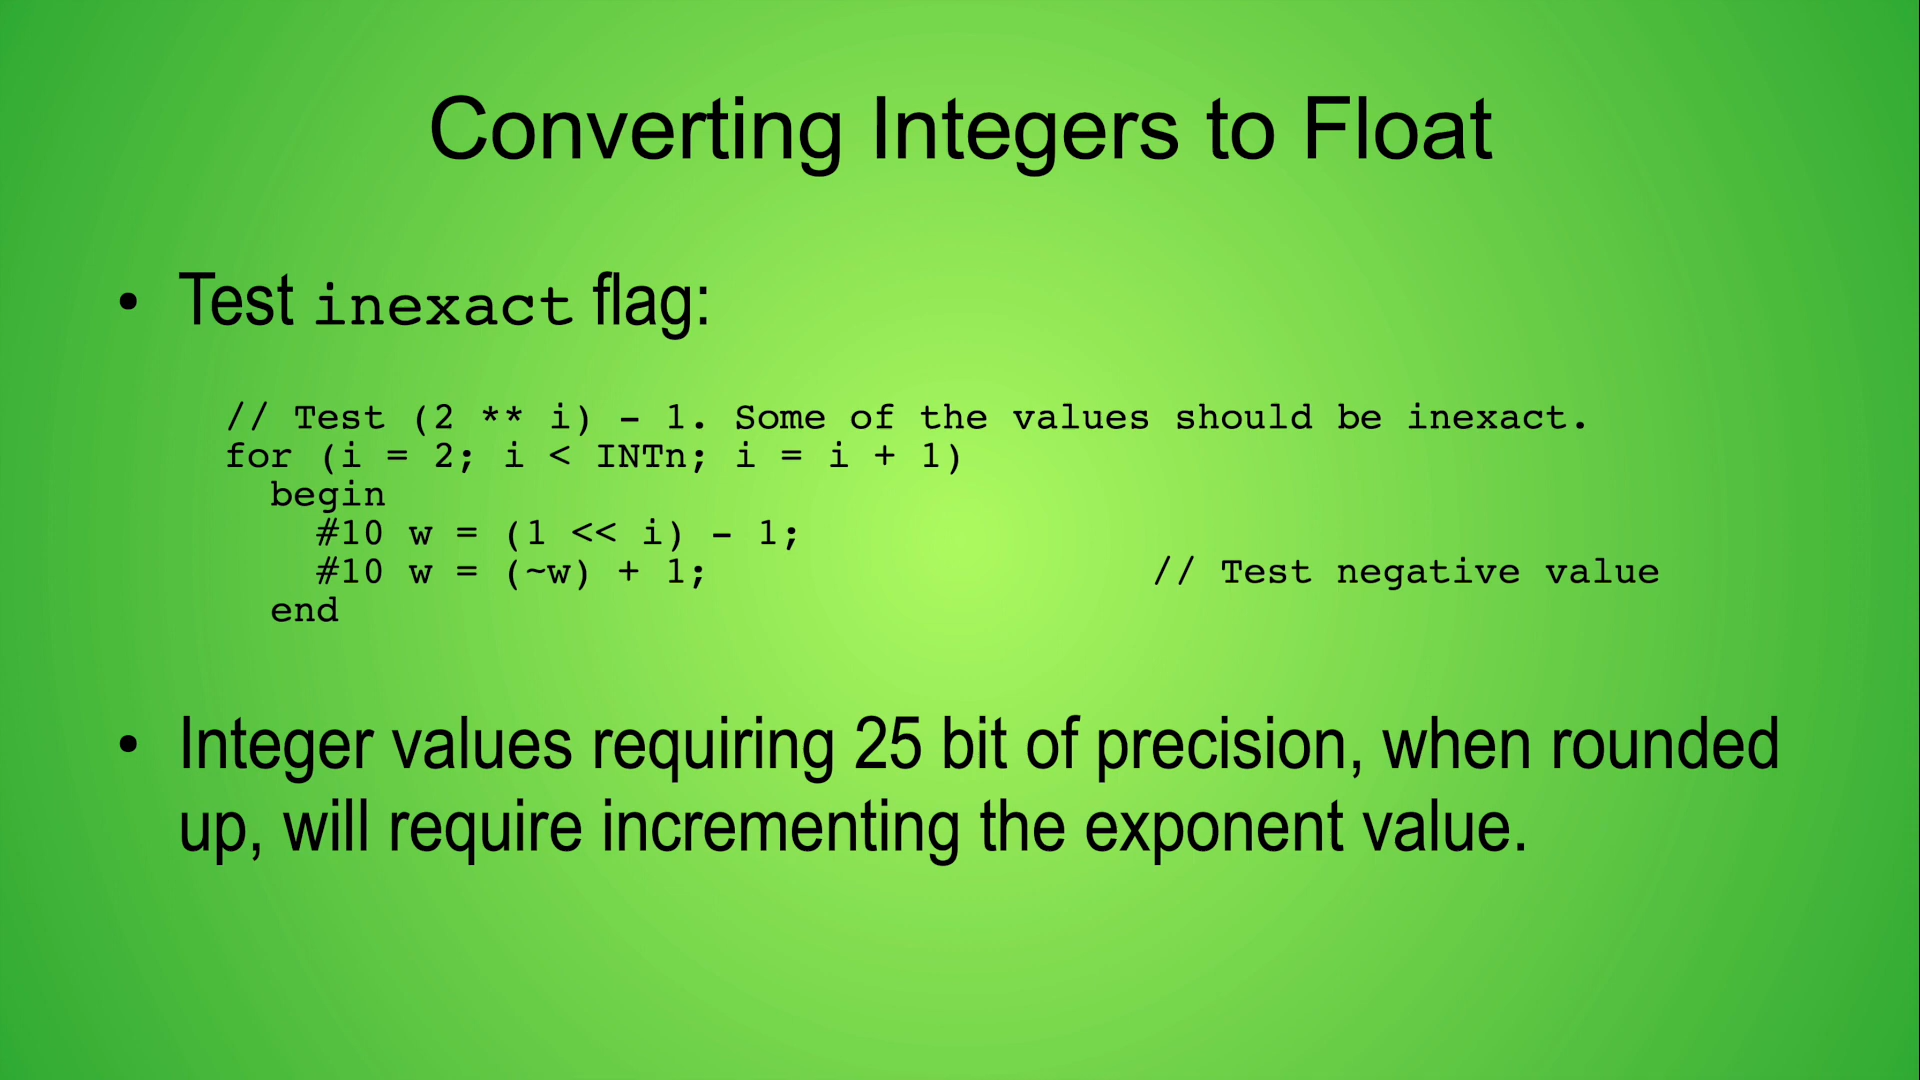 Converting Integers to Float
• Test inexact flag:
// Test (2 ** i) - 1. Some of the values should be inexact.
for (i = 2; i < INTn; i = i + 1)
begin
#10 w = (1 << i) - 1;
#10 w = (~w) + 1; // Test negative value
end
• Integer values requiring 25 bit of precision, when rounded
up, will require incrementing the exponent value.